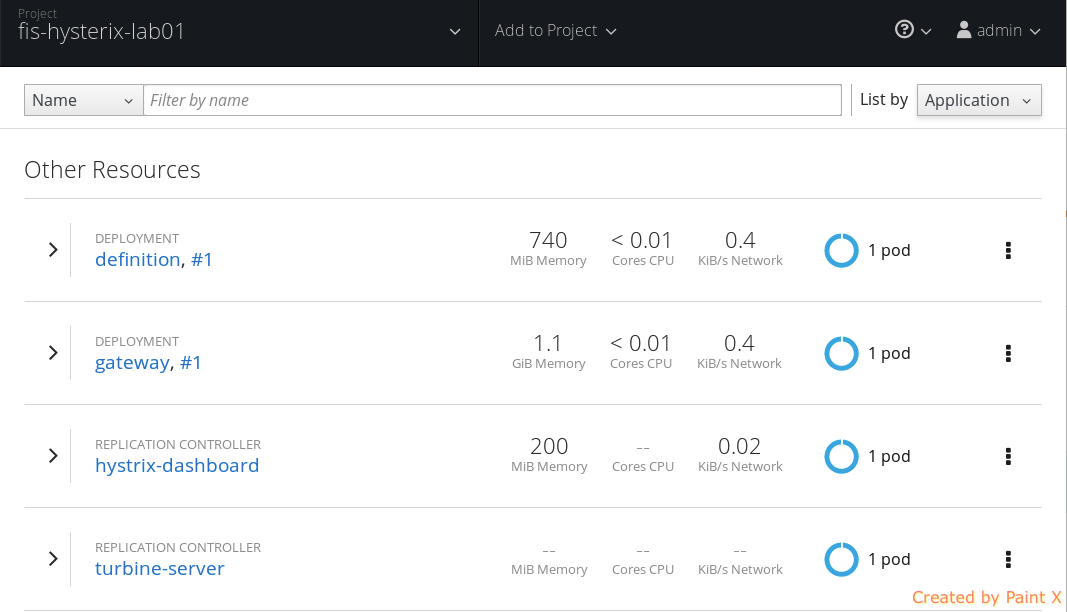 Project
fis-hysterix-lab01
Add to Project
admin
Name
Filter by name
List by
Application
Other Resources
DEPLOYMENT
definition, #1
740
MiB Memory
< 0.01
Cores CPU
0.4
KiB/s Network
1 pod
DEPLOYMENT
gateway, #1
1.1
GiB Memory
< 0.01
Cores CPU
0.4
KiB/s Network
1 pod
REPLICATION CONTROLLER
hystrix-dashboard
200
MiB Memory
--
Cores CPU
0.02
KiB/s Network
1 pod
REPLICATION CONTROLLER
turbine-server
--
MiB Memory
--
Cores CPU
--
KiB/s Network
1 pod
Created by Paint X